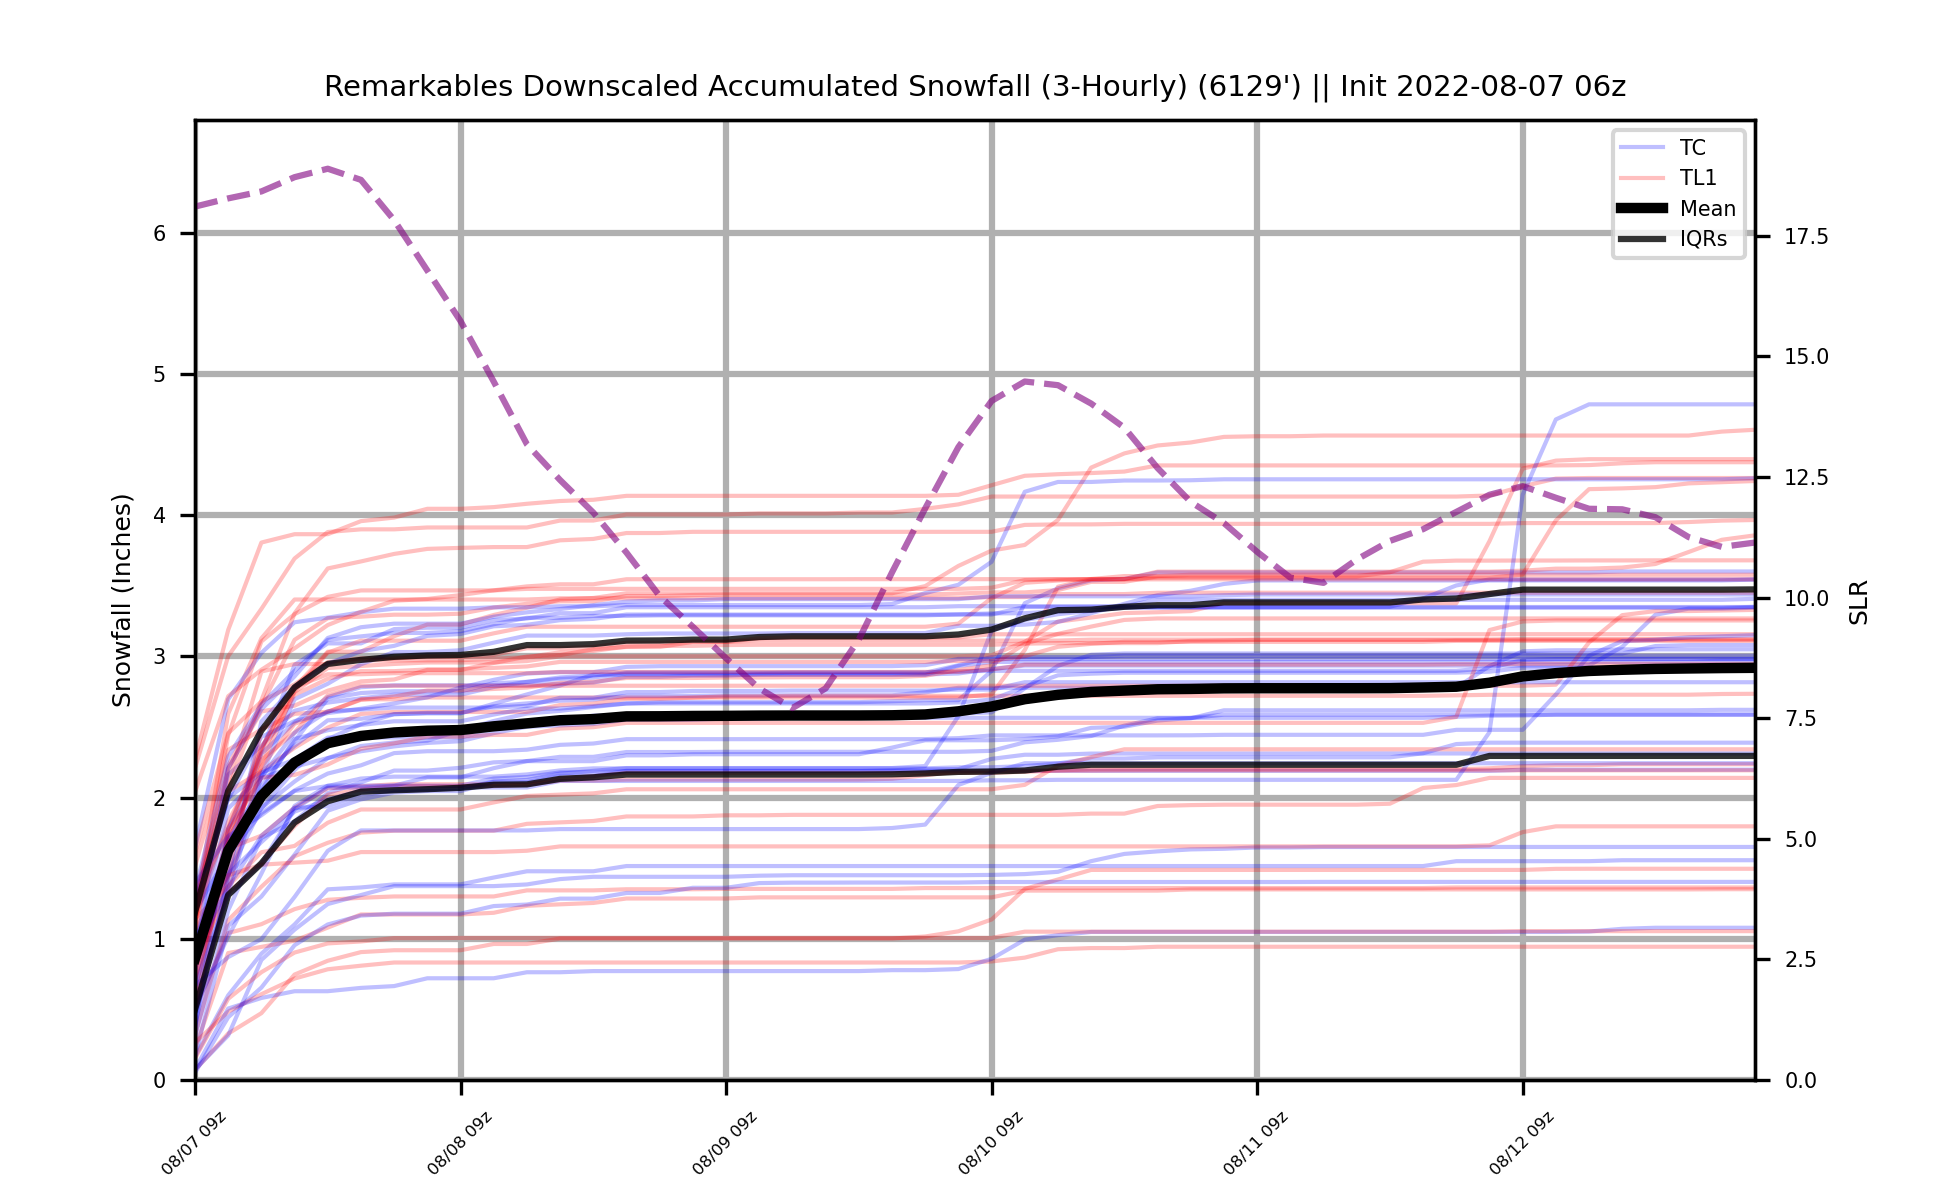 Remarkables Downscaled Accumulated Snowfall (3-Hourly) (6129') || Init 2022-08-07 06z
TC
TL1
Mean
IQRs
Snowfall (Inches)
6
5
4
3
2
1
0
17.5
15.0
12.5
10.0
7.5
5.0
2.5
0.0
SLR
08/07 09z
08/08 09z
08/09 09z
08/10 09z
08/11 09z
08/12 09z